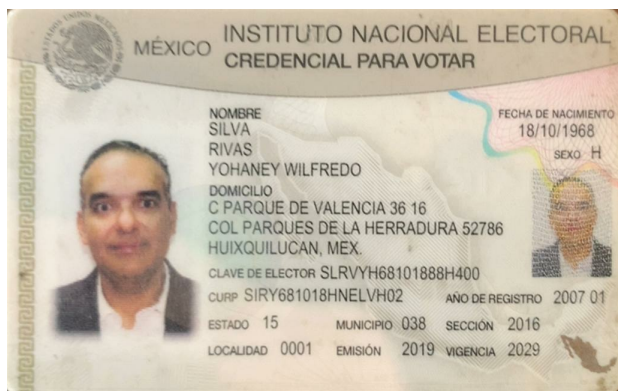 MÉXICO
INSTITUTO NACIONAL ELECTORAL
CREDENCIAL PARA VOTAR
NOMBRE
SILVA
RIVAS
YOHANEY WILFREDO
FECHA DE NACIMIENTO
18/10/1968
SEXO H
DOMICILIO
C PARQUE DE VALENCIA 36 16
COL PARQUES DE LA HERRADURA 52786
HUIXQUILUCAN, MEX.
CLAVE DE ELECTOR SLRVYH68101888H400
CURP SIRY681018HNELVH02
AÑO DE REGISTRO 2007 01
ESTADO 15 MUNICIPIO 038 SECCIÓN 2016
LOCALIDAD 0001 EMISIÓN 2019 VIGENCIA 2029